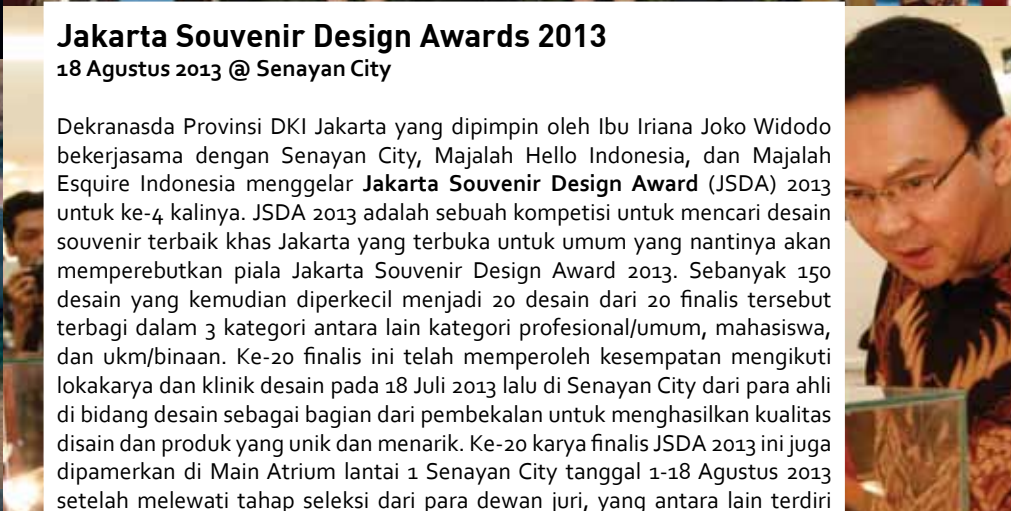 Jakarta Souvenir Design Awards 2013
18 Agustus 2013 @ Senayan City
Dekranasda Provinsi DKI Jakarta yang dipimpin oleh Ibu Iriana Joko Widodo
bekerjasama dengan Senayan City, Majalah Hello Indonesia, dan Majalah
Esquire Indonesia menggelar Jakarta Souvenir Design Award (JSDA) 2013
untuk ke-4 kalinya. JSDA 2013 adalah sebuah kompetisi untuk mencari desain
souvenir terbaik khas Jakarta yang terbuka untuk umum yang nantinya akan
memperebutkan piala Jakarta Souvenir Design Award 2013. Sebanyak 150
desain yang kemudian diperkecil menjadi 20 desain dari 20 finalis tersebut
terbagi dalam 3 kategori antara lain kategori profesional/umum, mahasiswa,
dan ukm/binaan. Ke-20 finalis ini telah memperoleh kesempatan mengikuti
lokakarya dan klinik desain pada 18 Juli 2013 lalu di Senayan City dari para ahli
di bidang desain sebagai bagian dari pembekalan untuk menghasilkan kualitas
disain dan produk yang unik dan menarik. Ke-20 karya finalis JSDA 2013 ini juga
dipamerkan di Main Atrium lantai 1 Senayan City tanggal 1-18 Agustus 2013
setelah melewati tahap seleksi dari para dewan juri, yang antara lain terdiri